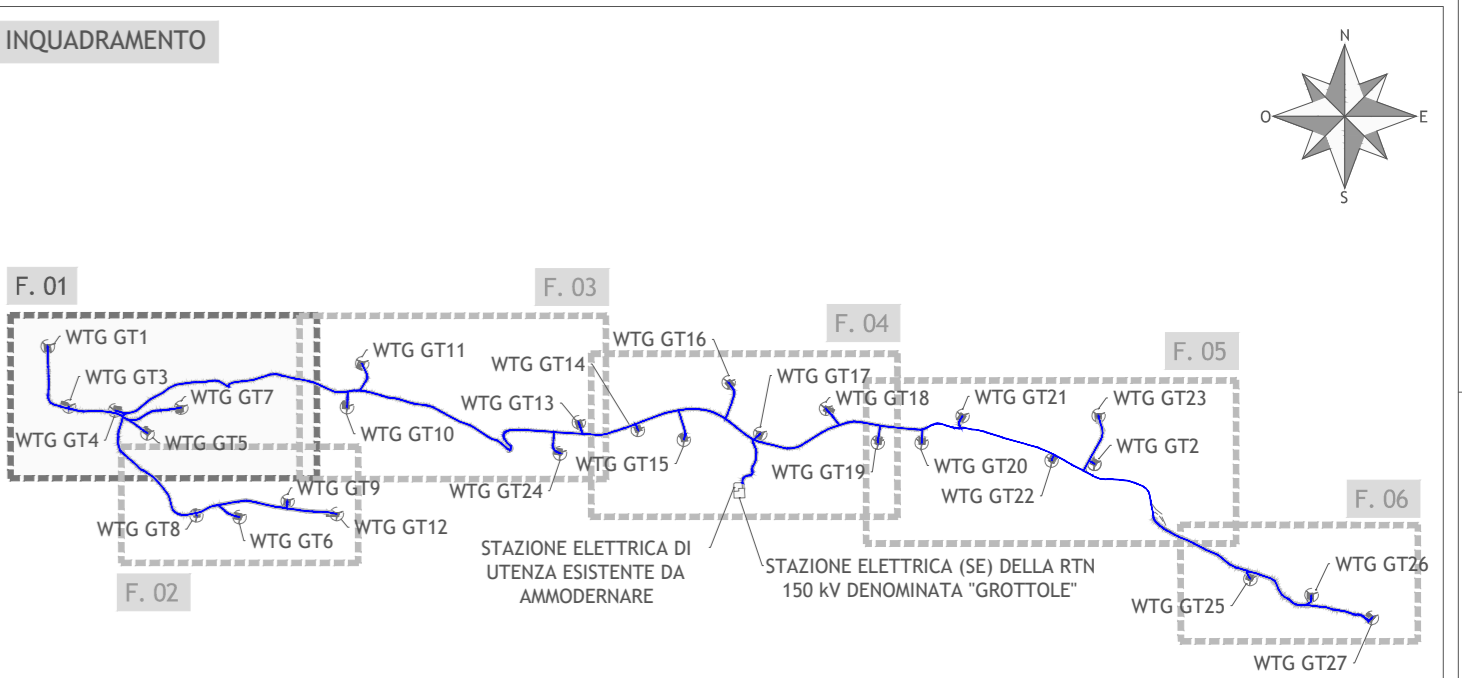 INQUADRAMENTO
N
O
E
S
F. 01
F. 03
F. 04
F. 05
F. 06
F. 02
WTG GT1
WTG GT3
WTG GT7
WTG GT4
WTG GT5
WTG GT11
WTG GT10
WTG GT14
WTG GT13
WTG GT24
WTG GT16
WTG GT17
WTG GT15
WTG GT18
WTG GT19
WTG GT21
WTG GT20
WTG GT22
WTG GT23
WTG GT2
WTG GT9
WTG GT8
WTG GT6
WTG GT12
STAZIONE ELETTRICA DI
UTENZA ESISTENTE DA
AMMODERNARE
STAZIONE ELETTRICA (SE) DELLA RTN
150 kV DENOMINATA "GROTTOLE"
WTG GT26
WTG GT25
WTG GT27